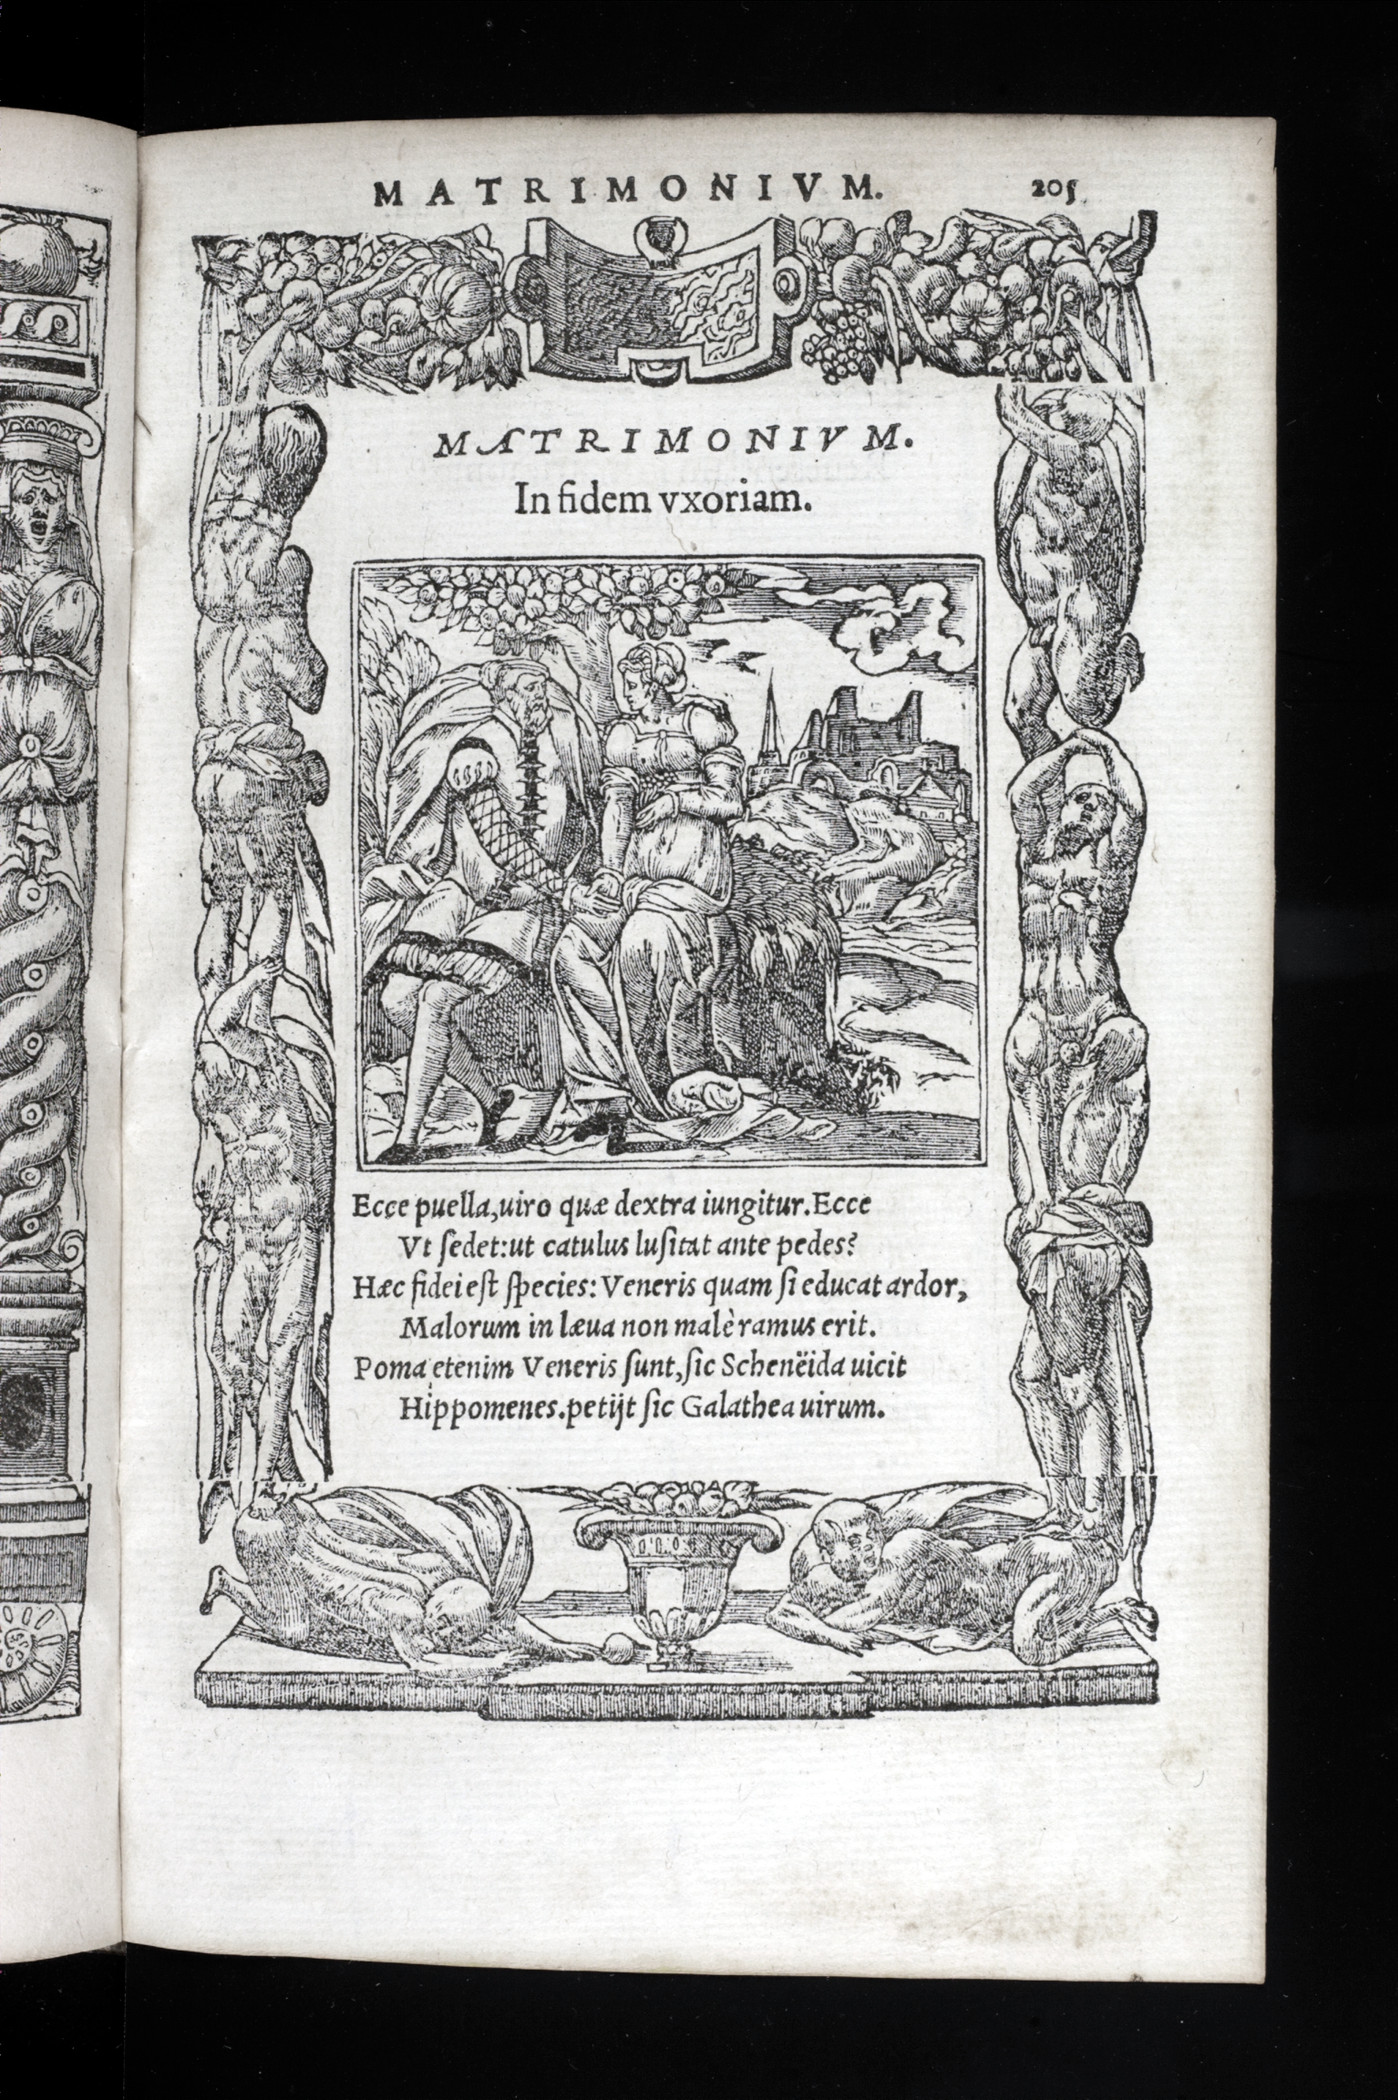 MATRIMONIVM. 205
MATRIMONIVM.
In fidem vxoriam.
Ecce puella, uiro quæ dextra iungitur. Ecce
Vt sedet: ut catulus lusitat ante pedes?
Hæc fidei est species: Veneris quam si educat ardor,
Malorum in læua non malè ramus erit.
Poma etenim Veneris sunt, sic Schenëida uicit
Hippomenes. petijt sic Galathea uirum.